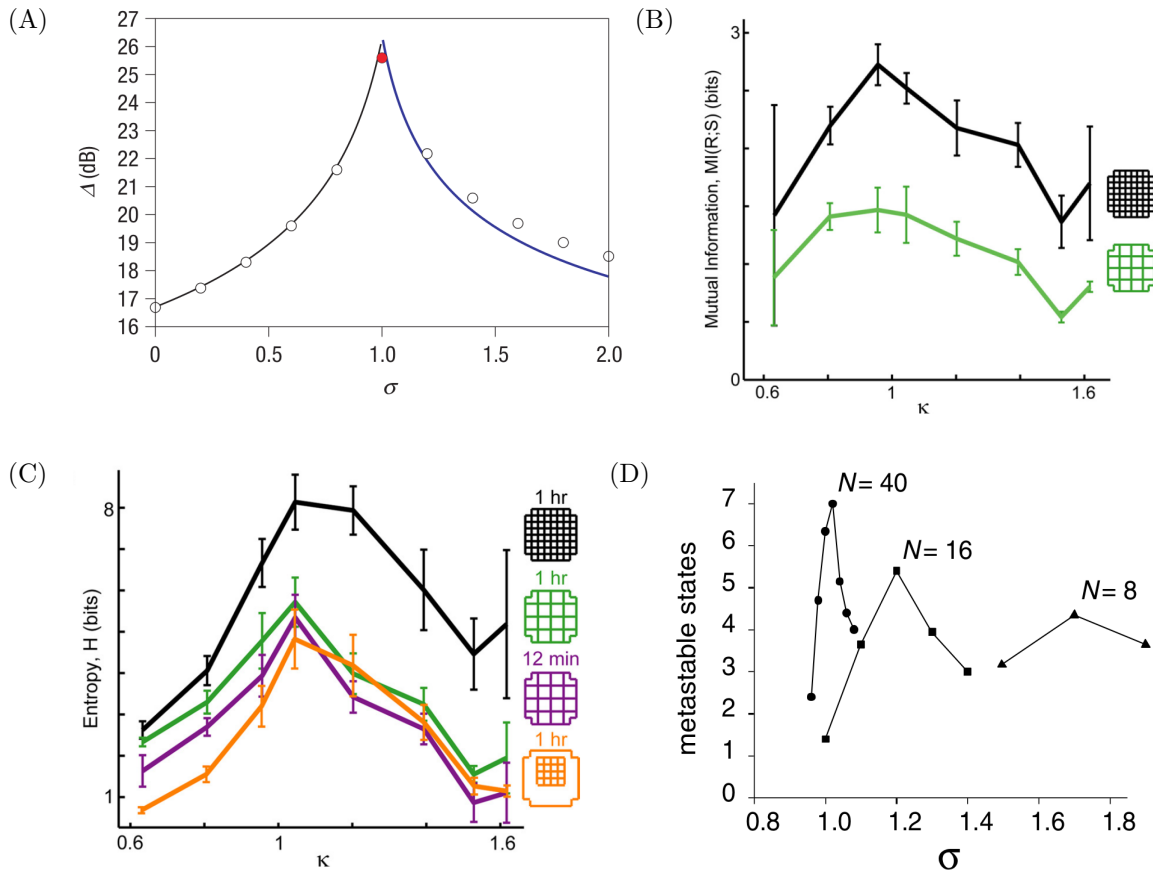 (A)
27
26
25
24
23
22
21
20
19
18
17
16
Δ (dB)
0
0.5
1.0
1.5
2.0
σ
(B)
3
0
Mutual Information, MI(R;S) (bits)
0.6
1
1.6
κ
(C)
8
1
Entropy, H (bits)
0.6
1
1.6
κ
1 hr
1 hr
12 min
1 hr
(D)
7
6
5
4
3
2
1
0
metastable states
N= 40
N= 16
N= 8
0.8
1.0
1.2
1.4
1.6
1.8
σ